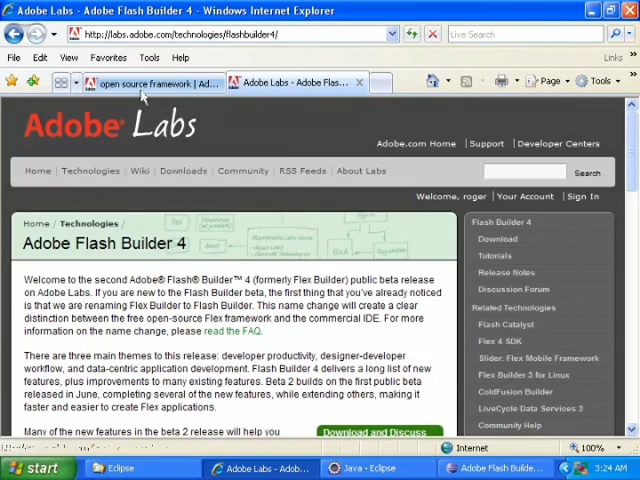 Adobe Labs - Adobe Flash Builder 4 - Windows Internet Explorer
http://labs.adobe.com/technologies/flashbuilder4/
Live Search
File Edit View Favorites Tools Help
Links
open source framework | Ad...
Adobe Labs - Adobe Flas...
Page
Tools
Adobe Labs
Adobe.com Home | Support | Developer Centers
Home | Technologies | Wiki | Downloads | Community | RSS Feeds | About Labs
Search
Welcome, roger | Your Account | Sign In
Home / Technologies /
Adobe Flash Builder 4
Welcome to the second Adobe® Flash® Builder™ 4 (formerly Flex Builder) public beta release
on Adobe Labs. If you are new to the Flash Builder beta, the first thing that you've already noticed
is that we are renaming Flex Builder to Flash Builder. This name change will create a clear
distinction between the free open-source Flex framework and the commercial IDE. For more
information on the name change, please read the FAQ.
There are three main themes to this release: developer productivity, designer-developer
workflow, and data-centric application development. Flash Builder 4 delivers a long list of new
features, plus improvements to many existing features. Beta 2 builds on the first public beta
released in June, completing several of the new features, while extending others, making it
faster and easier to create Flex applications.
Many of the new features in the beta 2 release will help you
Download and Discuss
Flash Builder 4
Download
Tutorials
Release Notes
Discussion Forum
Related Technologies
Flash Catalyst
Flex 4 SDK
Slider: Flex Mobile Framework
Flex Builder 3 for Linux
ColdFusion Builder
LiveCycle Data Services 3
Community Help
Internet
100%
start
Eclipse
Adobe Labs - Adob...
Java - Eclipse
Adobe Flash Builde...
3:24 AM